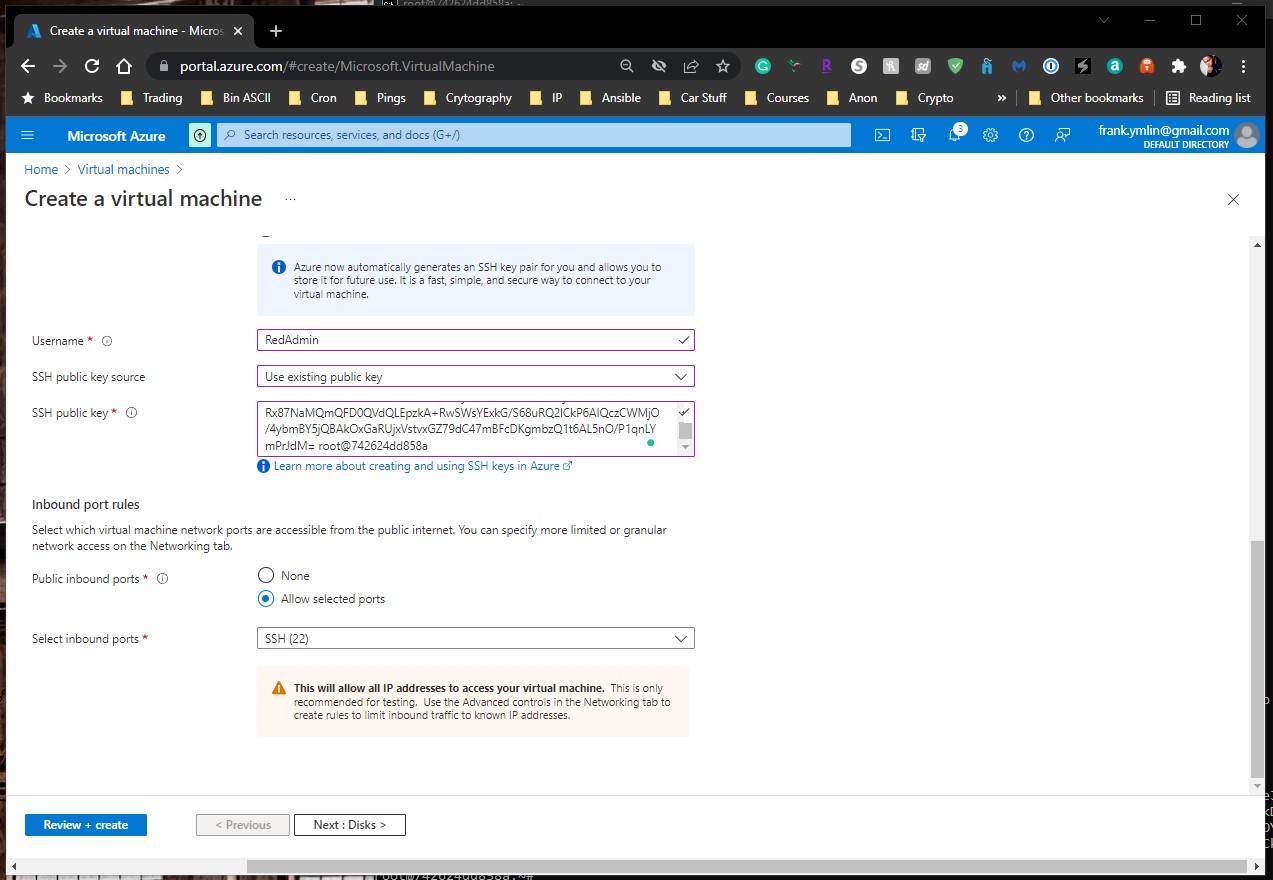 root@742624dd858a: ~
Create a virtual machine - Micros
portal.azure.com/#create/Microsoft.VirtualMachine
Bookmarks Trading Bin ASCII Cron Pings Crytography IP Ansible Car Stuff Courses Anon Crypto » Other bookmarks Reading list
Microsoft Azure
Search resources, services, and docs (G+/)
3
frank.ymlin@gmail.com
DEFAULT DIRECTORY
Home > Virtual machines >
Create a virtual machine ...
Azure now automatically generates an SSH key pair for you and allows you to
store it for future use. It is a fast, simple, and secure way to connect to your
virtual machine.
Username *
RedAdmin
SSH public key source
Use existing public key
SSH public key *
Rx87NaMQmQFD0QVdQLEpzkA+RwSWsYExkG/S68uRQ2ICkP6AIQczCWMjO
/4ybmBY5jQBAkOxGaRUjxVstvxGZ79dC47mBFcDKgmbzQ1t6AL5nO/P1qnLY
mPrJdM= root@742624dd858a
Learn more about creating and using SSH keys in Azure
Inbound port rules
Select which virtual machine network ports are accessible from the public internet. You can specify more limited or granular
network access on the Networking tab.
Public inbound ports *
None
Allow selected ports
Select inbound ports *
SSH (22)
This will allow all IP addresses to access your virtual machine. This is only
recommended for testing. Use the Advanced controls in the Networking tab to
create rules to limit inbound traffic to known IP addresses.
Review + create
< Previous
Next : Disks >
root@742624dd858a:~#